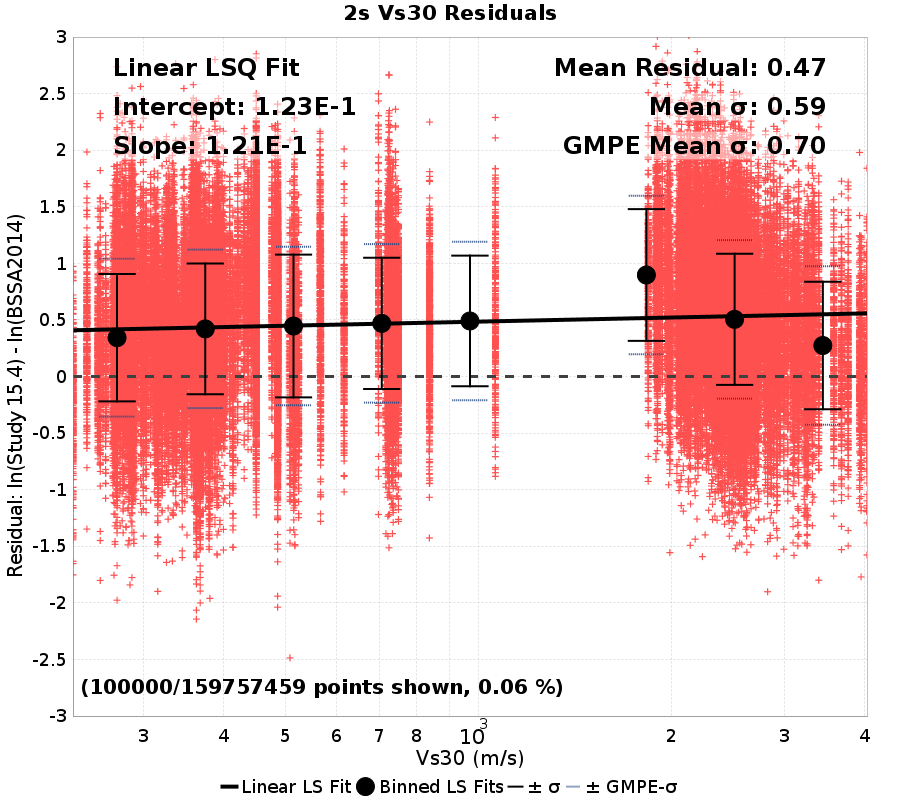 2s Vs30 Residuals
Linear LSQ Fit
Intercept: 1.23E-1
Slope: 1.21E-1
Mean Residual: 0.47
Mean σ: 0.59
GMPE Mean σ: 0.70
Residual: ln(Study 15.4) - ln(BSSA2014)
3
2.5
2
1.5
1
0.5
0
-0.5
-1
-1.5
-2
-2.5
-3
(100000/159757459 points shown, 0.06 %)
3 4 5 6 7 8 10³ 2 3 4
Vs30 (m/s)
Linear LS Fit Binned LS Fits ± σ ± GMPE-σ